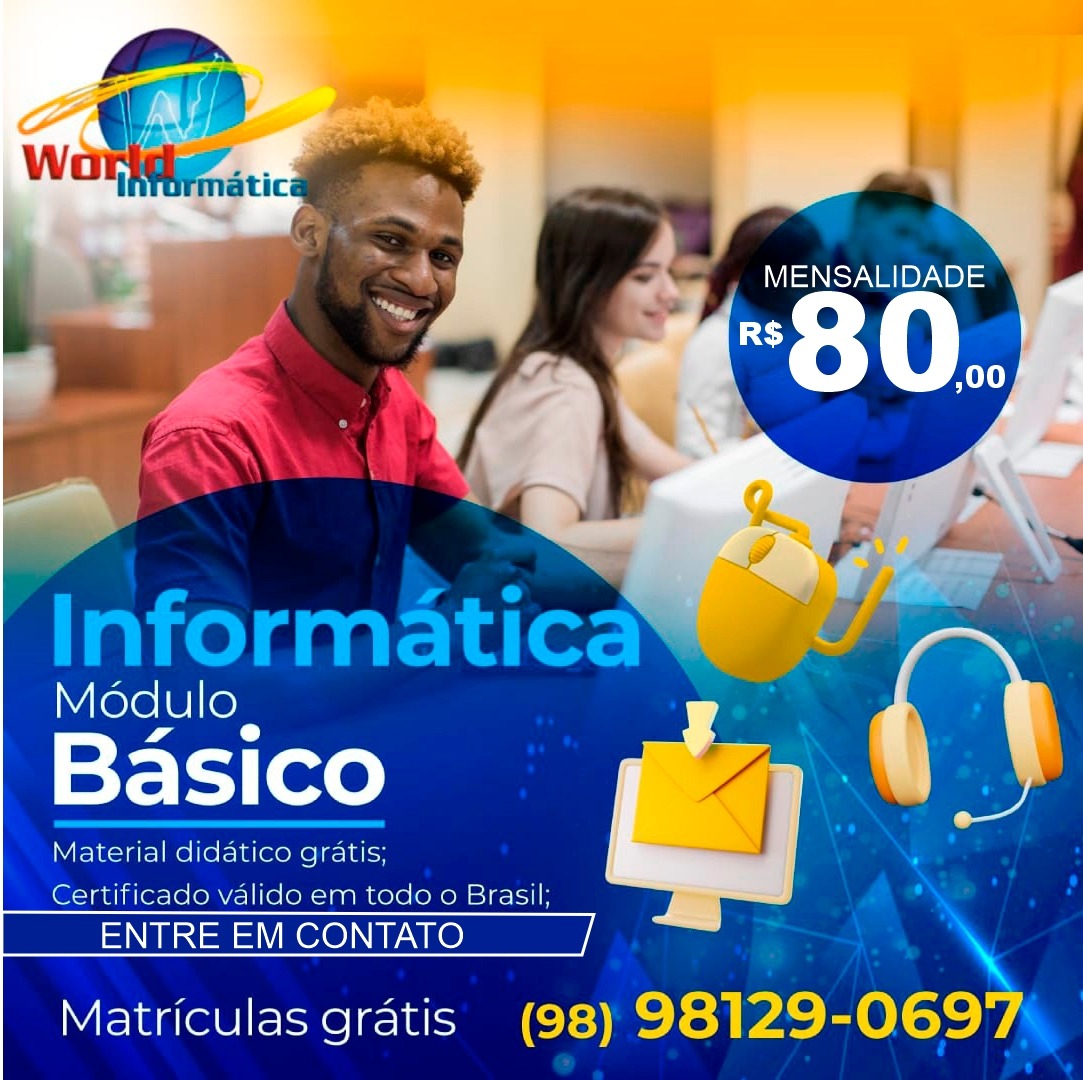 World
Informática
MENSALIDADE
R$ 80,00
Informática
Módulo
Básico
Material didático grátis;
Certificado válido em todo o Brasil;
ENTRE EM CONTATO
Matrículas grátis (98) 98129-0697